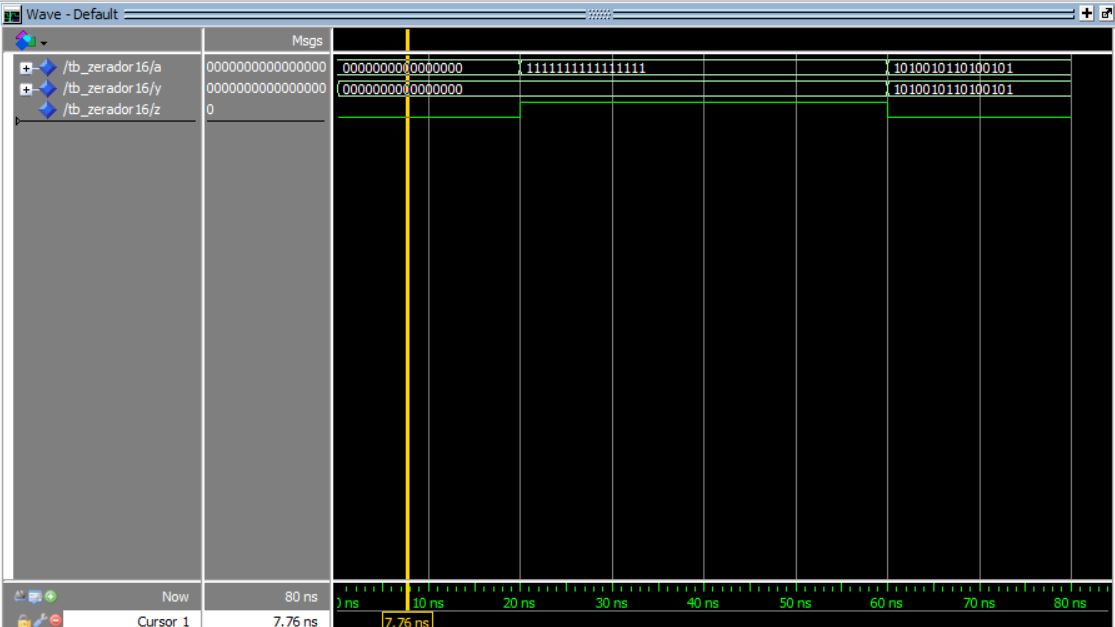 Wave - Default
Msgs
/tb_zerador16/a 0000000000000000 0000000000000000 1111111111111111 1010010110100101
/tb_zerador16/y 0000000000000000 0000000000000000 1010010110100101
/tb_zerador16/z 0
Now 80 ns 0 ns 10 ns 20 ns 30 ns 40 ns 50 ns 60 ns 70 ns 80 ns
Cursor 1 7.76 ns 7.76 ns